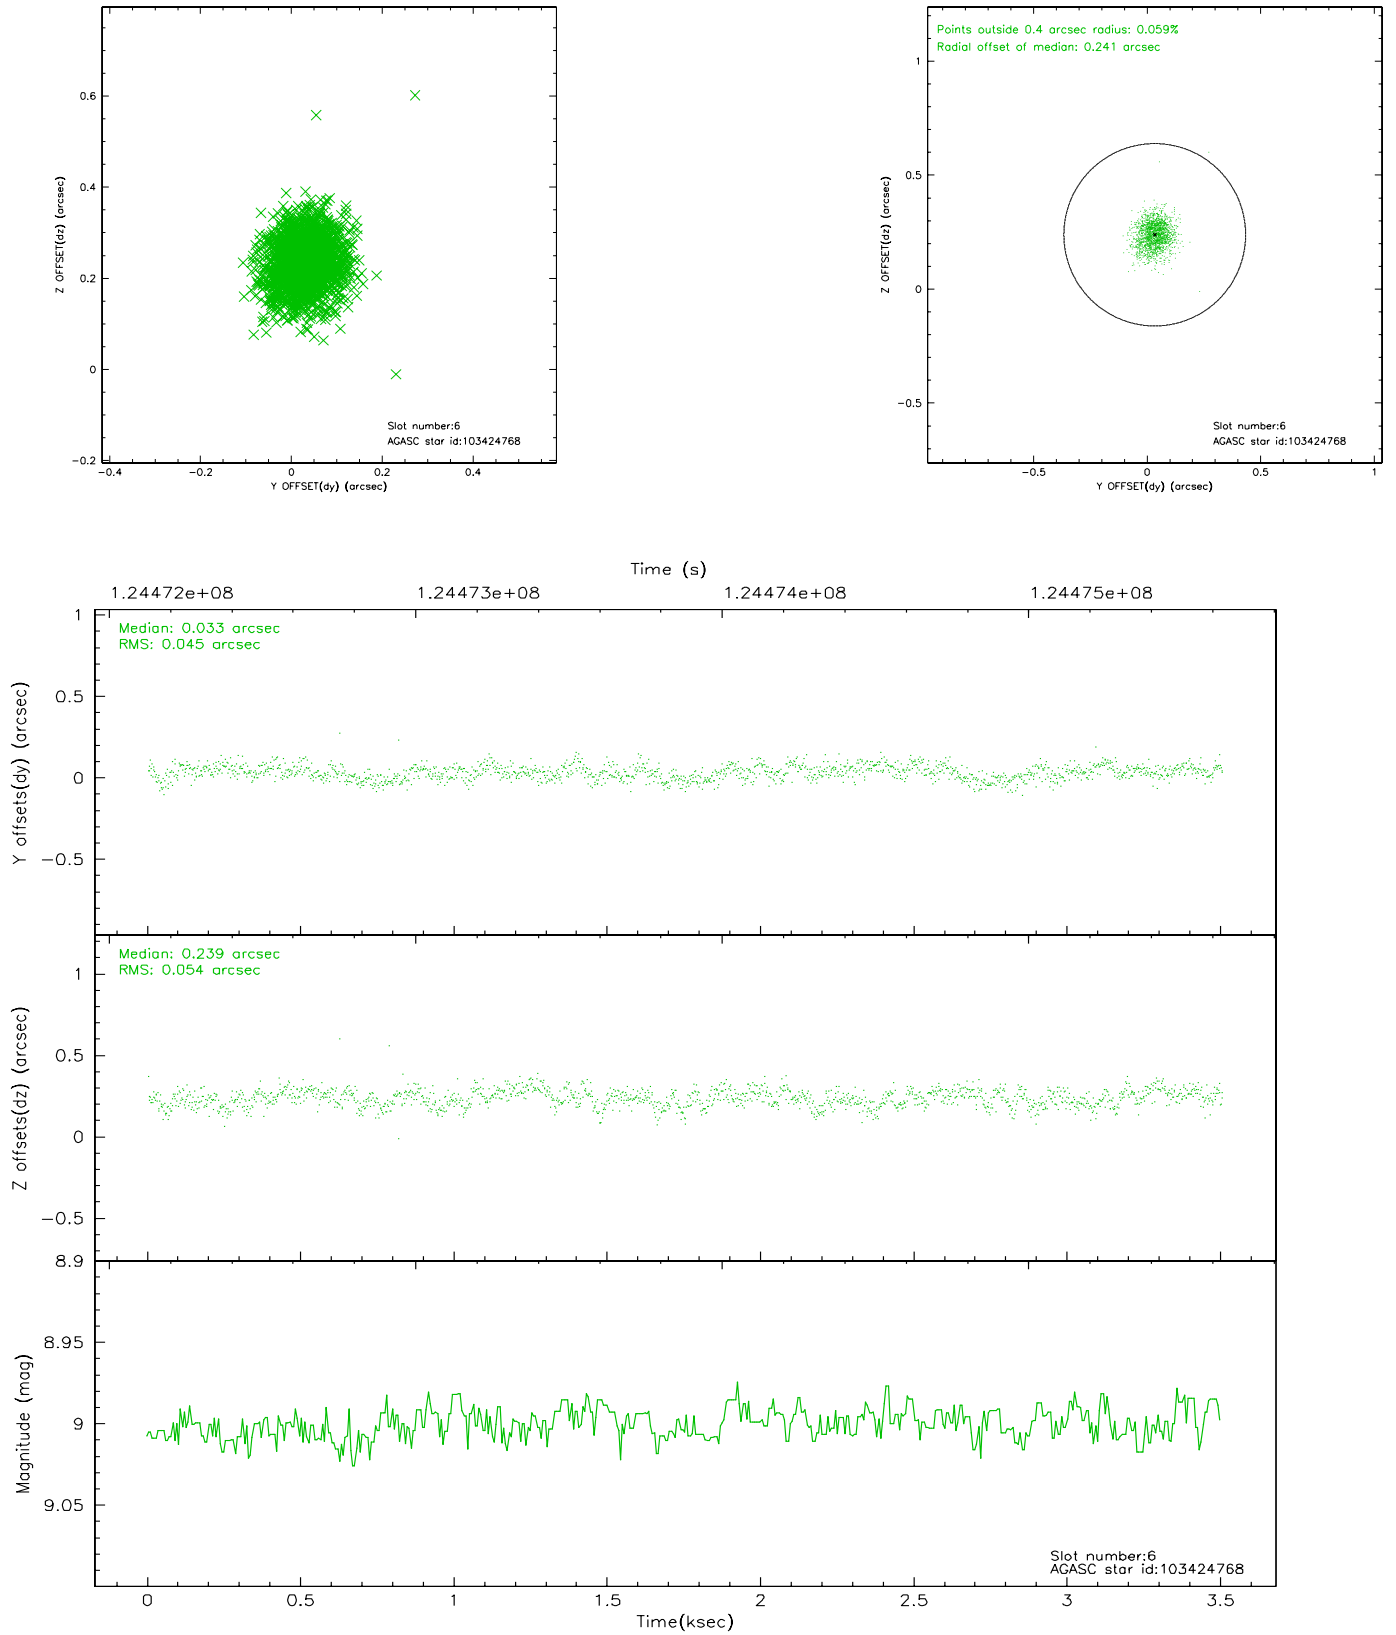 0.6
0.4
0.2
0
-0.2
-0.4
-0.2
0
0.2
0.4
Z OFFSET(dz) (arcsec)
Y OFFSET(dy) (arcsec)
Slot number:6
AGASC star id:103424768
Points outside 0.4 arcsec radius: 0.059%
Radial offset of median: 0.241 arcsec
1
0.5
0
-0.5
-0.5
0
0.5
1
Z OFFSET(dz) (arcsec)
Y OFFSET(dy) (arcsec)
Slot number:6
AGASC star id:103424768
Time (s)
1.24472e+08
1.24473e+08
1.24474e+08
1.24475e+08
Median: 0.033 arcsec
RMS: 0.045 arcsec
1
0.5
0
-0.5
Y offsets(dy) (arcsec)
Median: 0.239 arcsec
RMS: 0.054 arcsec
1
0.5
0
-0.5
Z offsets(dz) (arcsec)
8.9
8.95
9
9.05
Magnitude (mag)
Slot number:6
AGASC star id:103424768
0
0.5
1
1.5
2
2.5
3
3.5
Time(ksec)